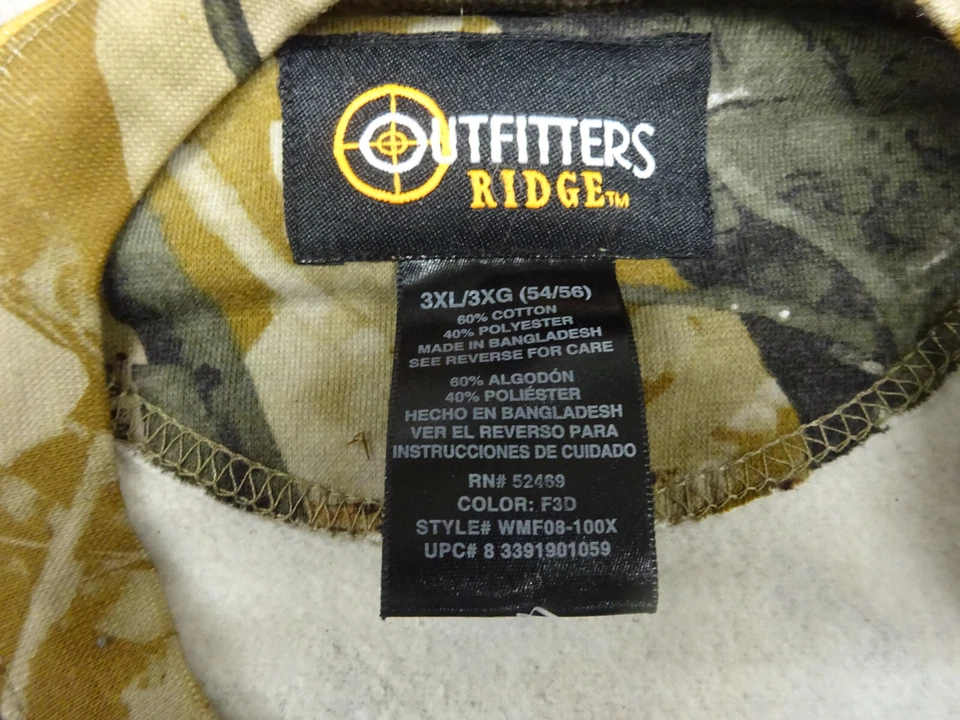 OUTFITTERS
RIDGE™
3XL/3XG (54/56)
60% COTTON
40% POLYESTER
MADE IN BANGLADESH
SEE REVERSE FOR CARE
60% ALGODÓN
40% POLIÉSTER
HECHO EN BANGLADESH
VER EL REVERSO PARA
INSTRUCCIONES DE CUIDADO
RN# 52469
COLOR: F3D
STYLE# WMF08-100X
UPC# 8 3391901059